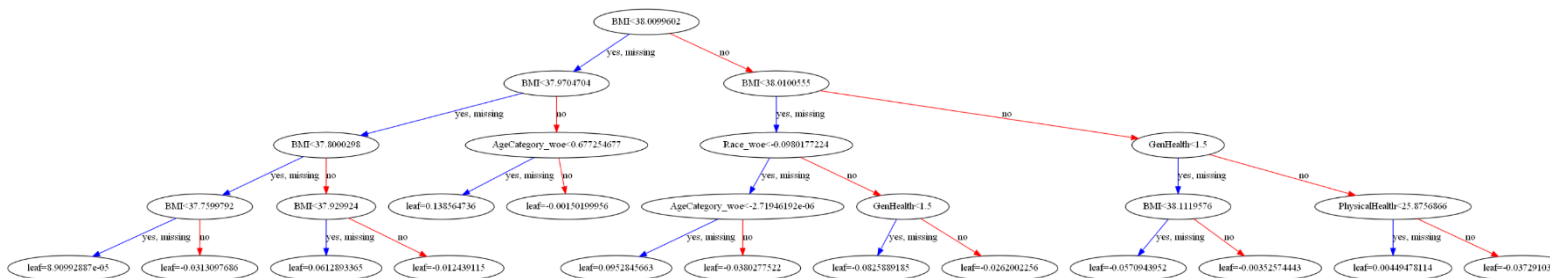 BMI<38.0099602
yes, missing
no
BMI<37.9704704
BMI<38.0100555
yes, missing
no
yes, missing
no
BMI<37.8000298
AgeCategory_woe<0.677254677
Race_woe<-0.0980177224
GenHealth<1.5
yes, missing
no
yes, missing
no
yes, missing
no
yes, missing
no
BMI<37.7599792
BMI<37.929924
leaf=0.138564736
leaf=-0.00150199956
AgeCategory_woe<-2.71946192e-06
GenHealth<1.5
BMI<38.1119576
PhysicalHealth<25.8756866
yes, missing
no
yes, missing
no
yes, missing
no
yes, missing
no
yes, missing
no
yes, missing
no
leaf=8.90992887e-05
leaf=-0.0313097686
leaf=0.0612893365
leaf=-0.012439115
leaf=0.0952845663
leaf=-0.0380277522
leaf=-0.0825889185
leaf=-0.0262002256
leaf=-0.0570943952
leaf=-0.00352574443
leaf=0.00449478114